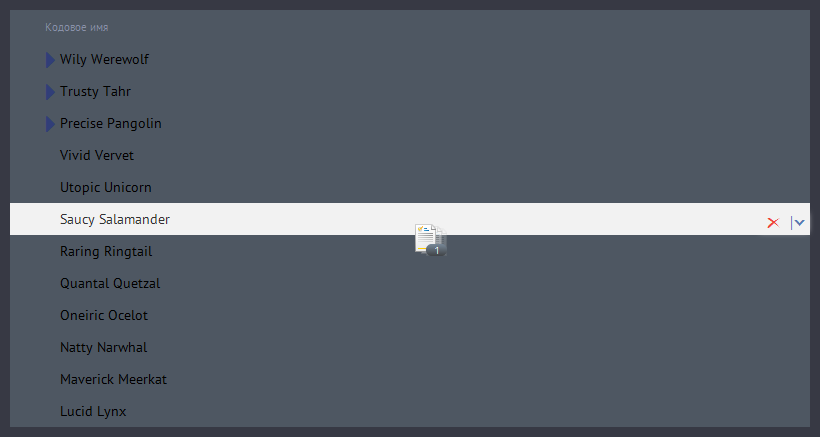 Кодовое имя
Wily Werewolf
Trusty Tahr
Precise Pangolin
Vivid Vervet
Utopic Unicorn
Saucy Salamander
Raring Ringtail
1
Quantal Quetzal
Oneiric Ocelot
Natty Narwhal
Maverick Meerkat
Lucid Lynx